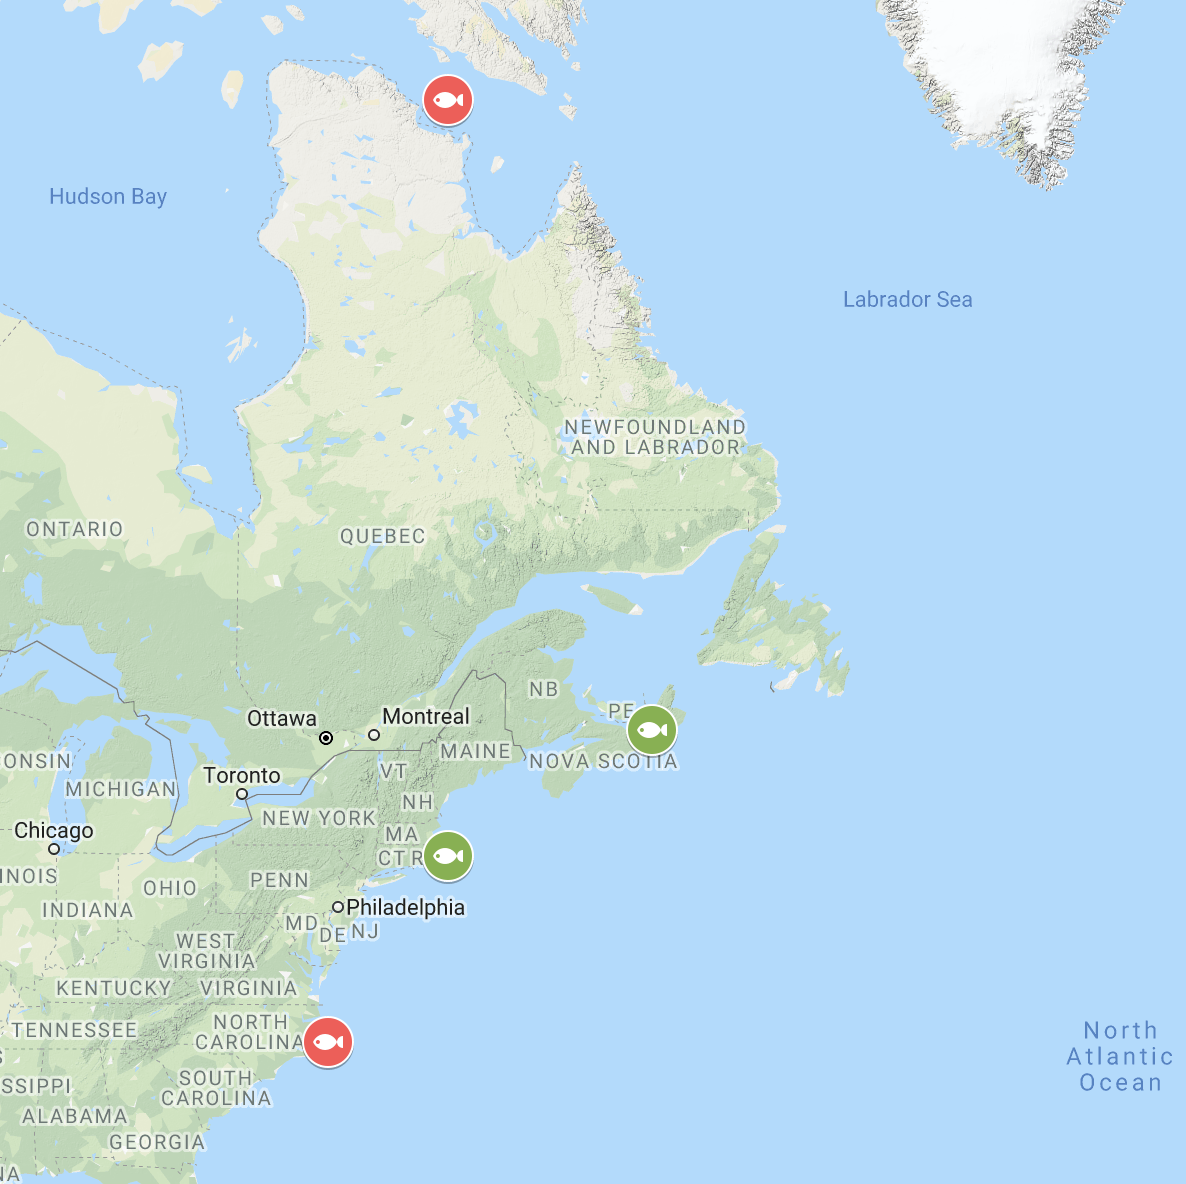 Hudson Bay
Labrador Sea
NEWFOUNDLAND
AND LABRADOR
ONTARIO
QUEBEC
NB
PE
Ottawa
Montreal
MAINE
NOVA SCOTIA
ONSIN
VT
Toronto
MICHIGAN
NH
NEW YORK
Chicago
MA
CT R
INOIS
OHIO
PENN
INDIANA
Philadelphia
MD
DE
NJ
WEST
VIRGINIA
KENTUCKY
VIRGINIA
TENNESSEE
NORTH
CAROLINA
North
Atlantic
Ocean
S
SSIPPI
SOUTH
CAROLINA
ALABAMA
GEORGIA
NA